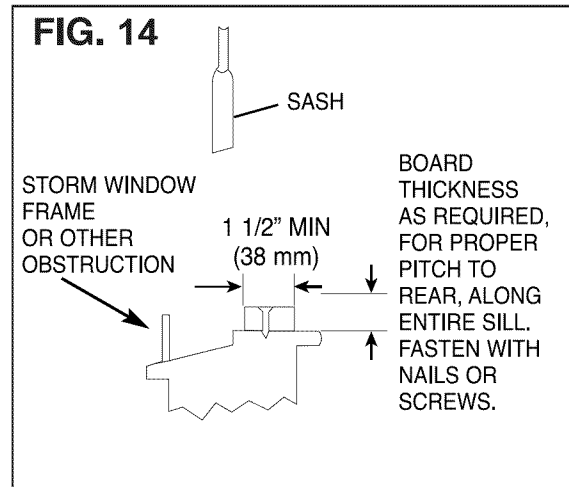 FIG. 14
SASH
STORM WINDOW
FRAME
OR OTHER
OBSTRUCTION
1 1/2” MIN
(38 mm)
BOARD
THICKNESS
AS REQUIRED,
FOR PROPER
PITCH TO
REAR, ALONG
ENTIRE SILL.
FASTEN WITH
NAILS OR
SCREWS.